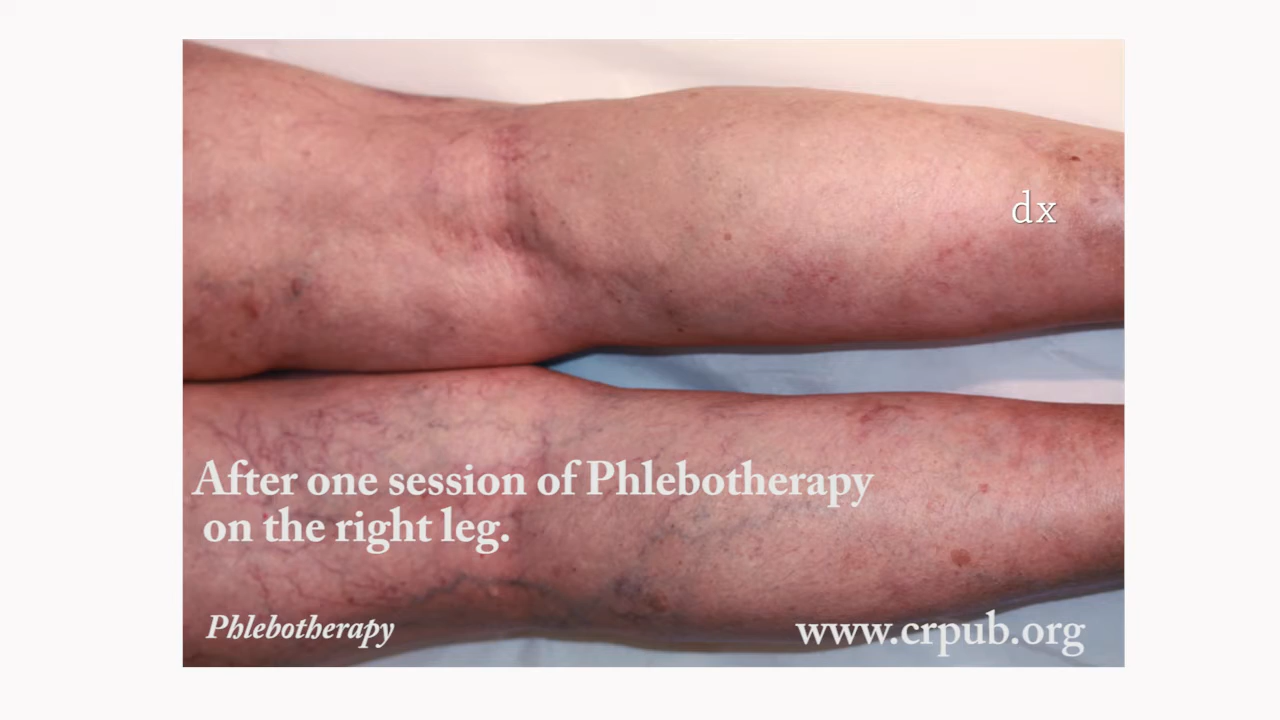 dx
After one session of Phlebotherapy
on the right leg.
Phlebotherapy
www.crpub.org